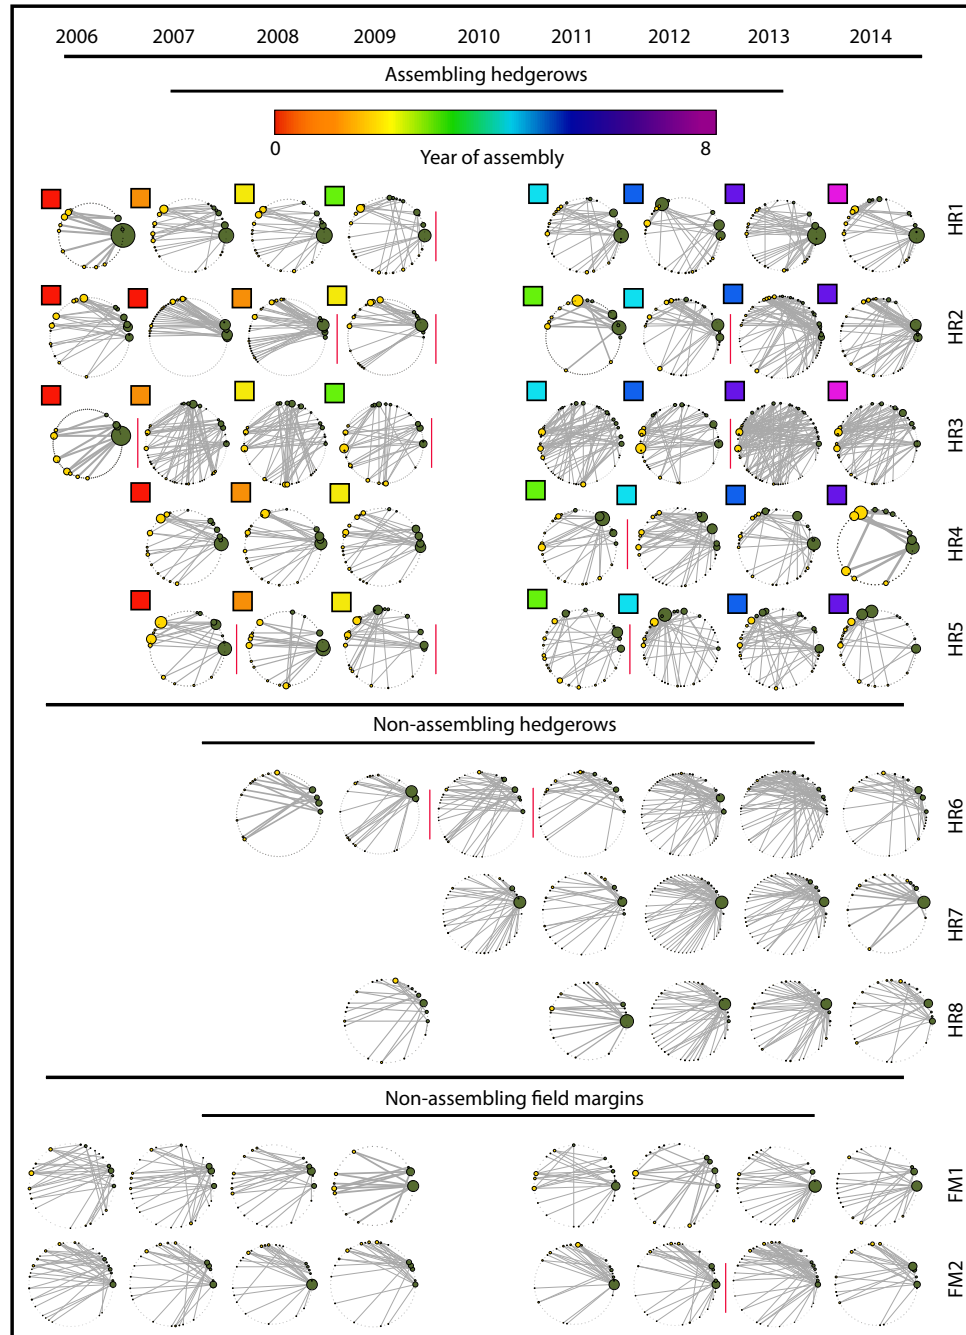 2006 2007 2008 2009 2010 2011 2012 2013 2014
Assembling hedgerows
0 8
Year of assembly
HR1
HR2
HR3
HR4
HR5
Non-assembling hedgerows
HR6
HR7
HR8
Non-assembling field margins
FM1
FM2